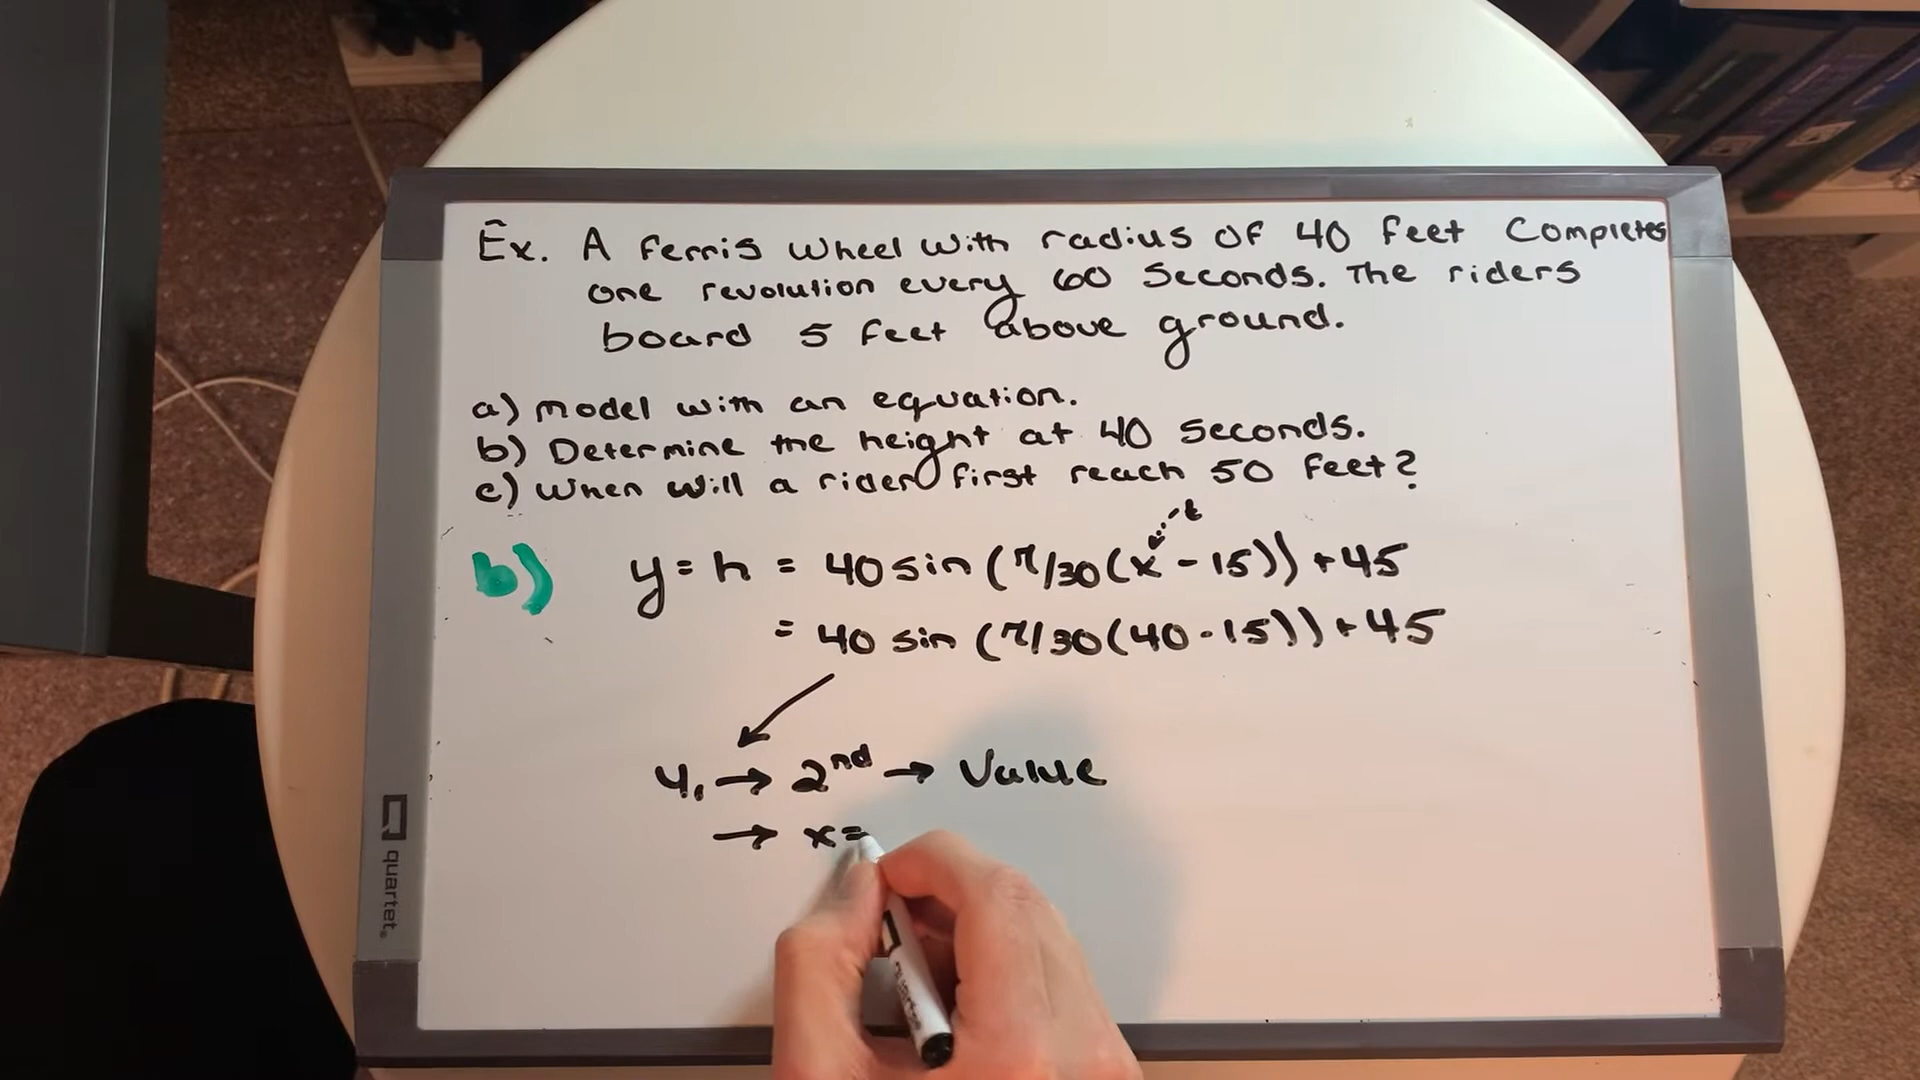 Ex. A Ferris wheel with radius of 40 feet Completes
one revolution every 60 Seconds. The riders
board 5 feet above ground.
a) model with an equation.
b) Determine the height at 40 seconds.
c) when will a rider first reach 50 feet?
t
b) y = h = 40 sin (π/30(x - 15)) + 45
= 40 sin (π/30(40 - 15)) + 45
y₁ → 2nd → Value
→ x=
quartet